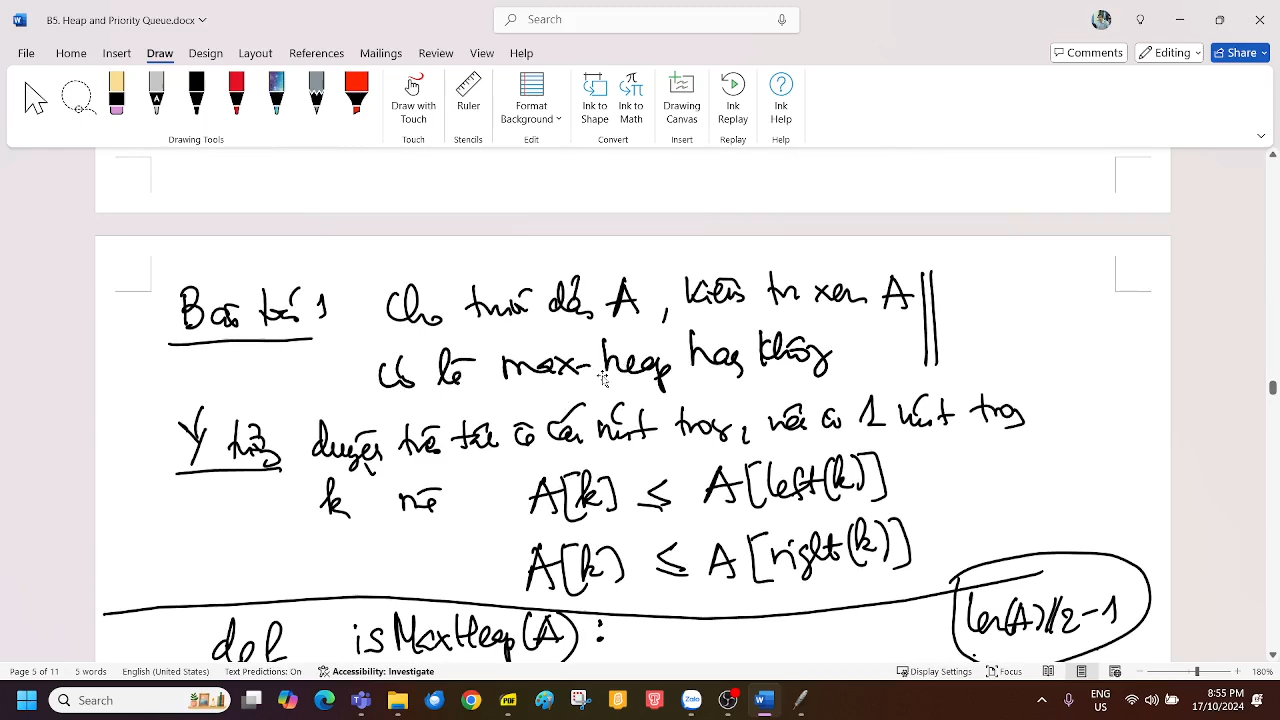 B5. Heap and Priority Queue.docx
Search
File Home Insert Draw Design Layout References Mailings Review View Help
Comments Editing Share
Draw with Touch
Ruler
Format Background
Ink to Shape
Ink to Math
Drawing Canvas
Ink Replay
Ink Help
Drawing Tools Touch Stencils Edit Convert Insert Replay Help
Bài toán 1 Cho trước dãy A, kiểm tra xem A
có là max-heap hay không
Ý tưởng duyệt trên tất cả các nút trong, nếu có 1 nút trong
k mà A[k] ≤ A[left(k)]
A[k] ≤ A[right(k)]
len(A)//2-1
def isMaxHeap(A):
Page 5 of 11 5 words English (United States) Accessibility: Investigate Display Settings Focus 180%
Search
PDF
Zalo
ENG
US
8:55 PM
17/10/2024